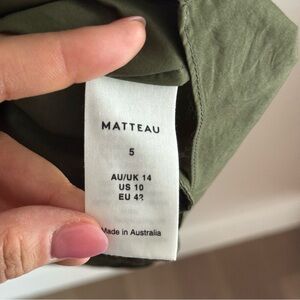 MATTEAU
5
AU/UK 14
US 10
EU 42
Made in Australia